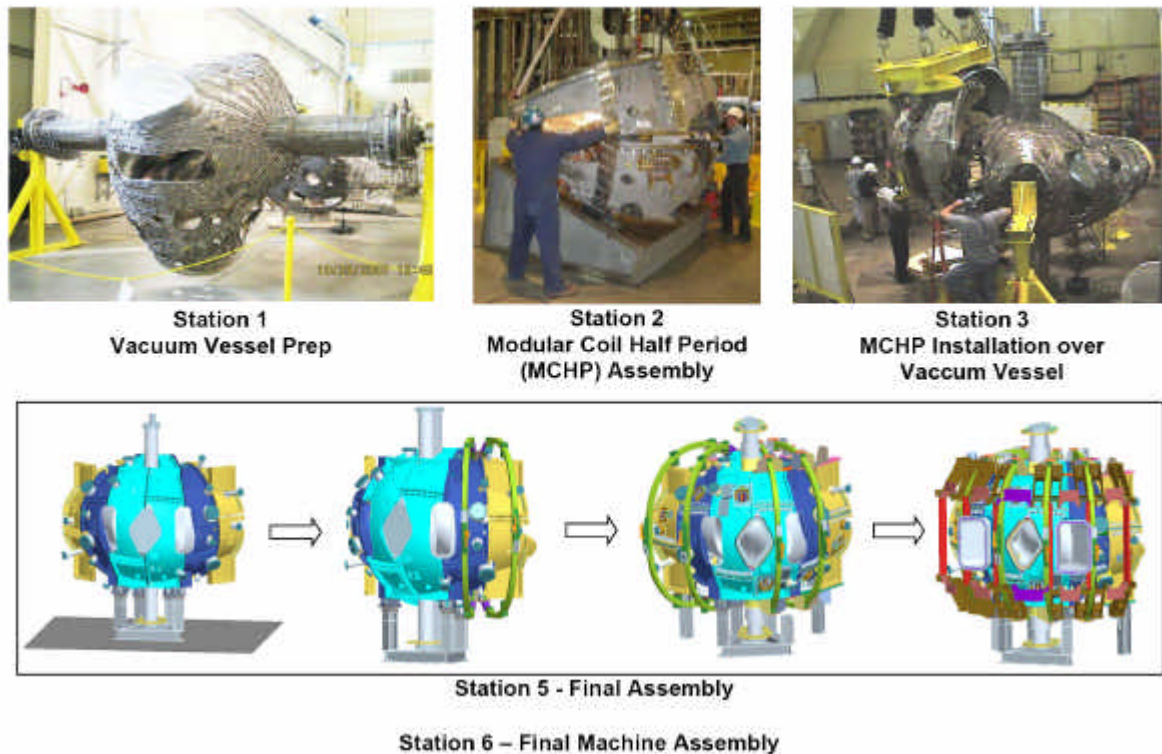 Station 1
Vacuum Vessel Prep
Station 2
Modular Coil Half Period
(MCHP) Assembly
Station 3
MCHP Installation over
Vaccum Vessel
Station 5 - Final Assembly
Station 6 – Final Machine Assembly